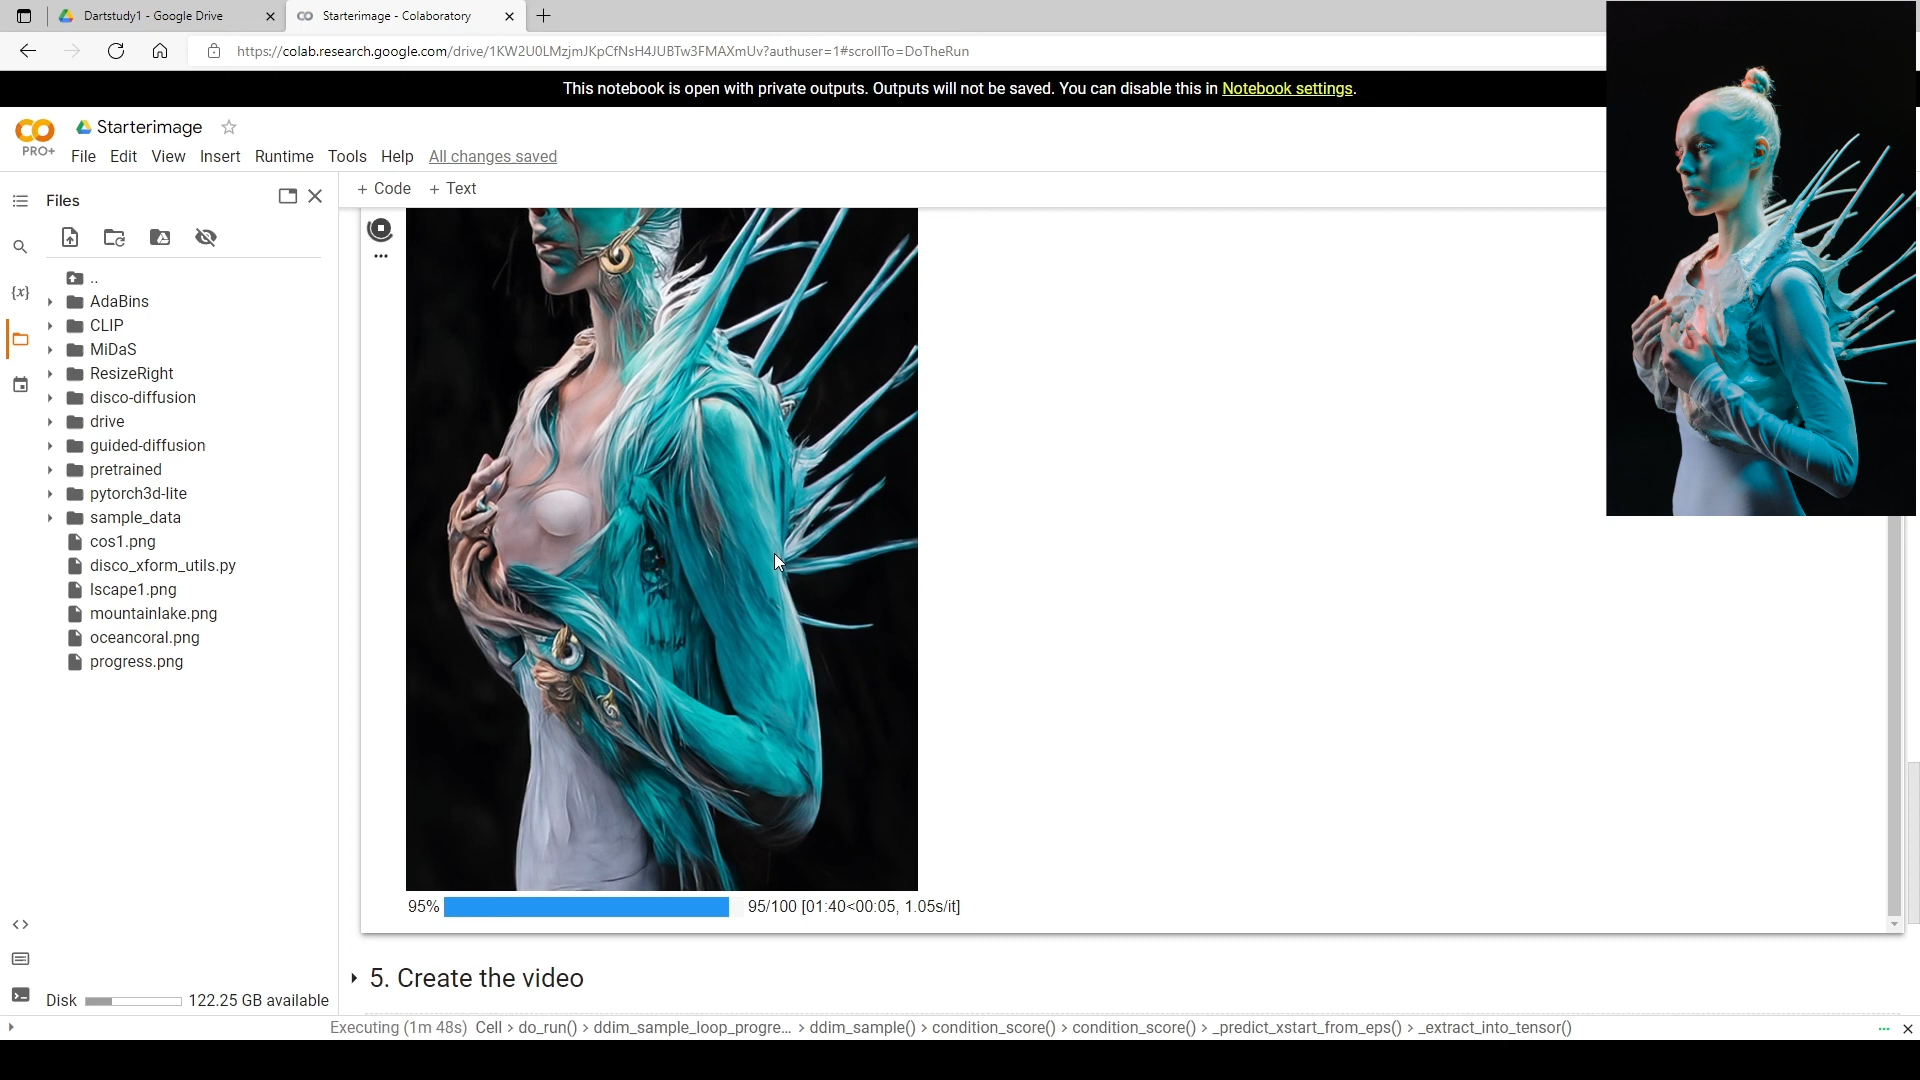 Dartstudy1 - Google Drive
Starterimage - Colaboratory
https://colab.research.google.com/drive/1KW2U0LMzjmJKpCfNsH4JUBTw3FMAXmUv?authuser=1#scrollTo=DoTheRun
This notebook is open with private outputs. Outputs will not be saved. You can disable this in Notebook settings.
CO
PRO+
Starterimage
File Edit View Insert Runtime Tools Help All changes saved
Files
+ Code + Text
{x}
..
AdaBins
CLIP
MiDaS
ResizeRight
disco-diffusion
drive
guided-diffusion
pretrained
pytorch3d-lite
sample_data
cos1.png
disco_xform_utils.py
lscape1.png
mountainlake.png
oceancoral.png
progress.png
95% 95/100 [01:40<00:05, 1.05s/it]
5. Create the video
Disk 122.25 GB available
Executing (1m 48s) Cell > do_run() > ddim_sample_loop_progre... > ddim_sample() > condition_score() > condition_score() > _predict_xstart_from_eps() > _extract_into_tensor()